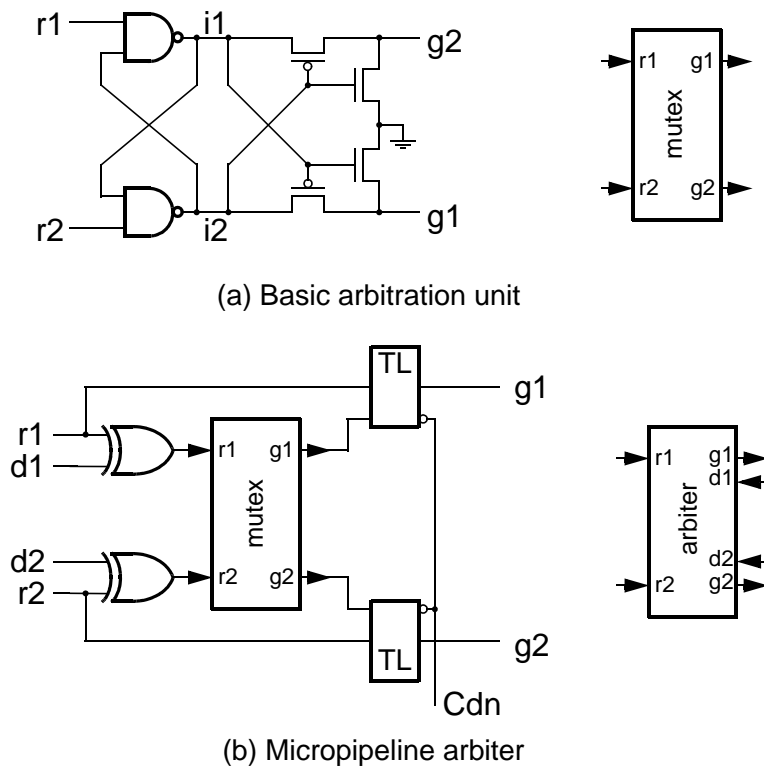 r1
i1
g2
r2
i2
g1
r1
g1
mutex
r2
g2
(a) Basic arbitration unit
TL
g1
r1
d1
r1
g1
mutex
d2
r2
r2
g2
TL
g2
Cdn
r1
g1
d1
arbiter
d2
r2
g2
(b) Micropipeline arbiter